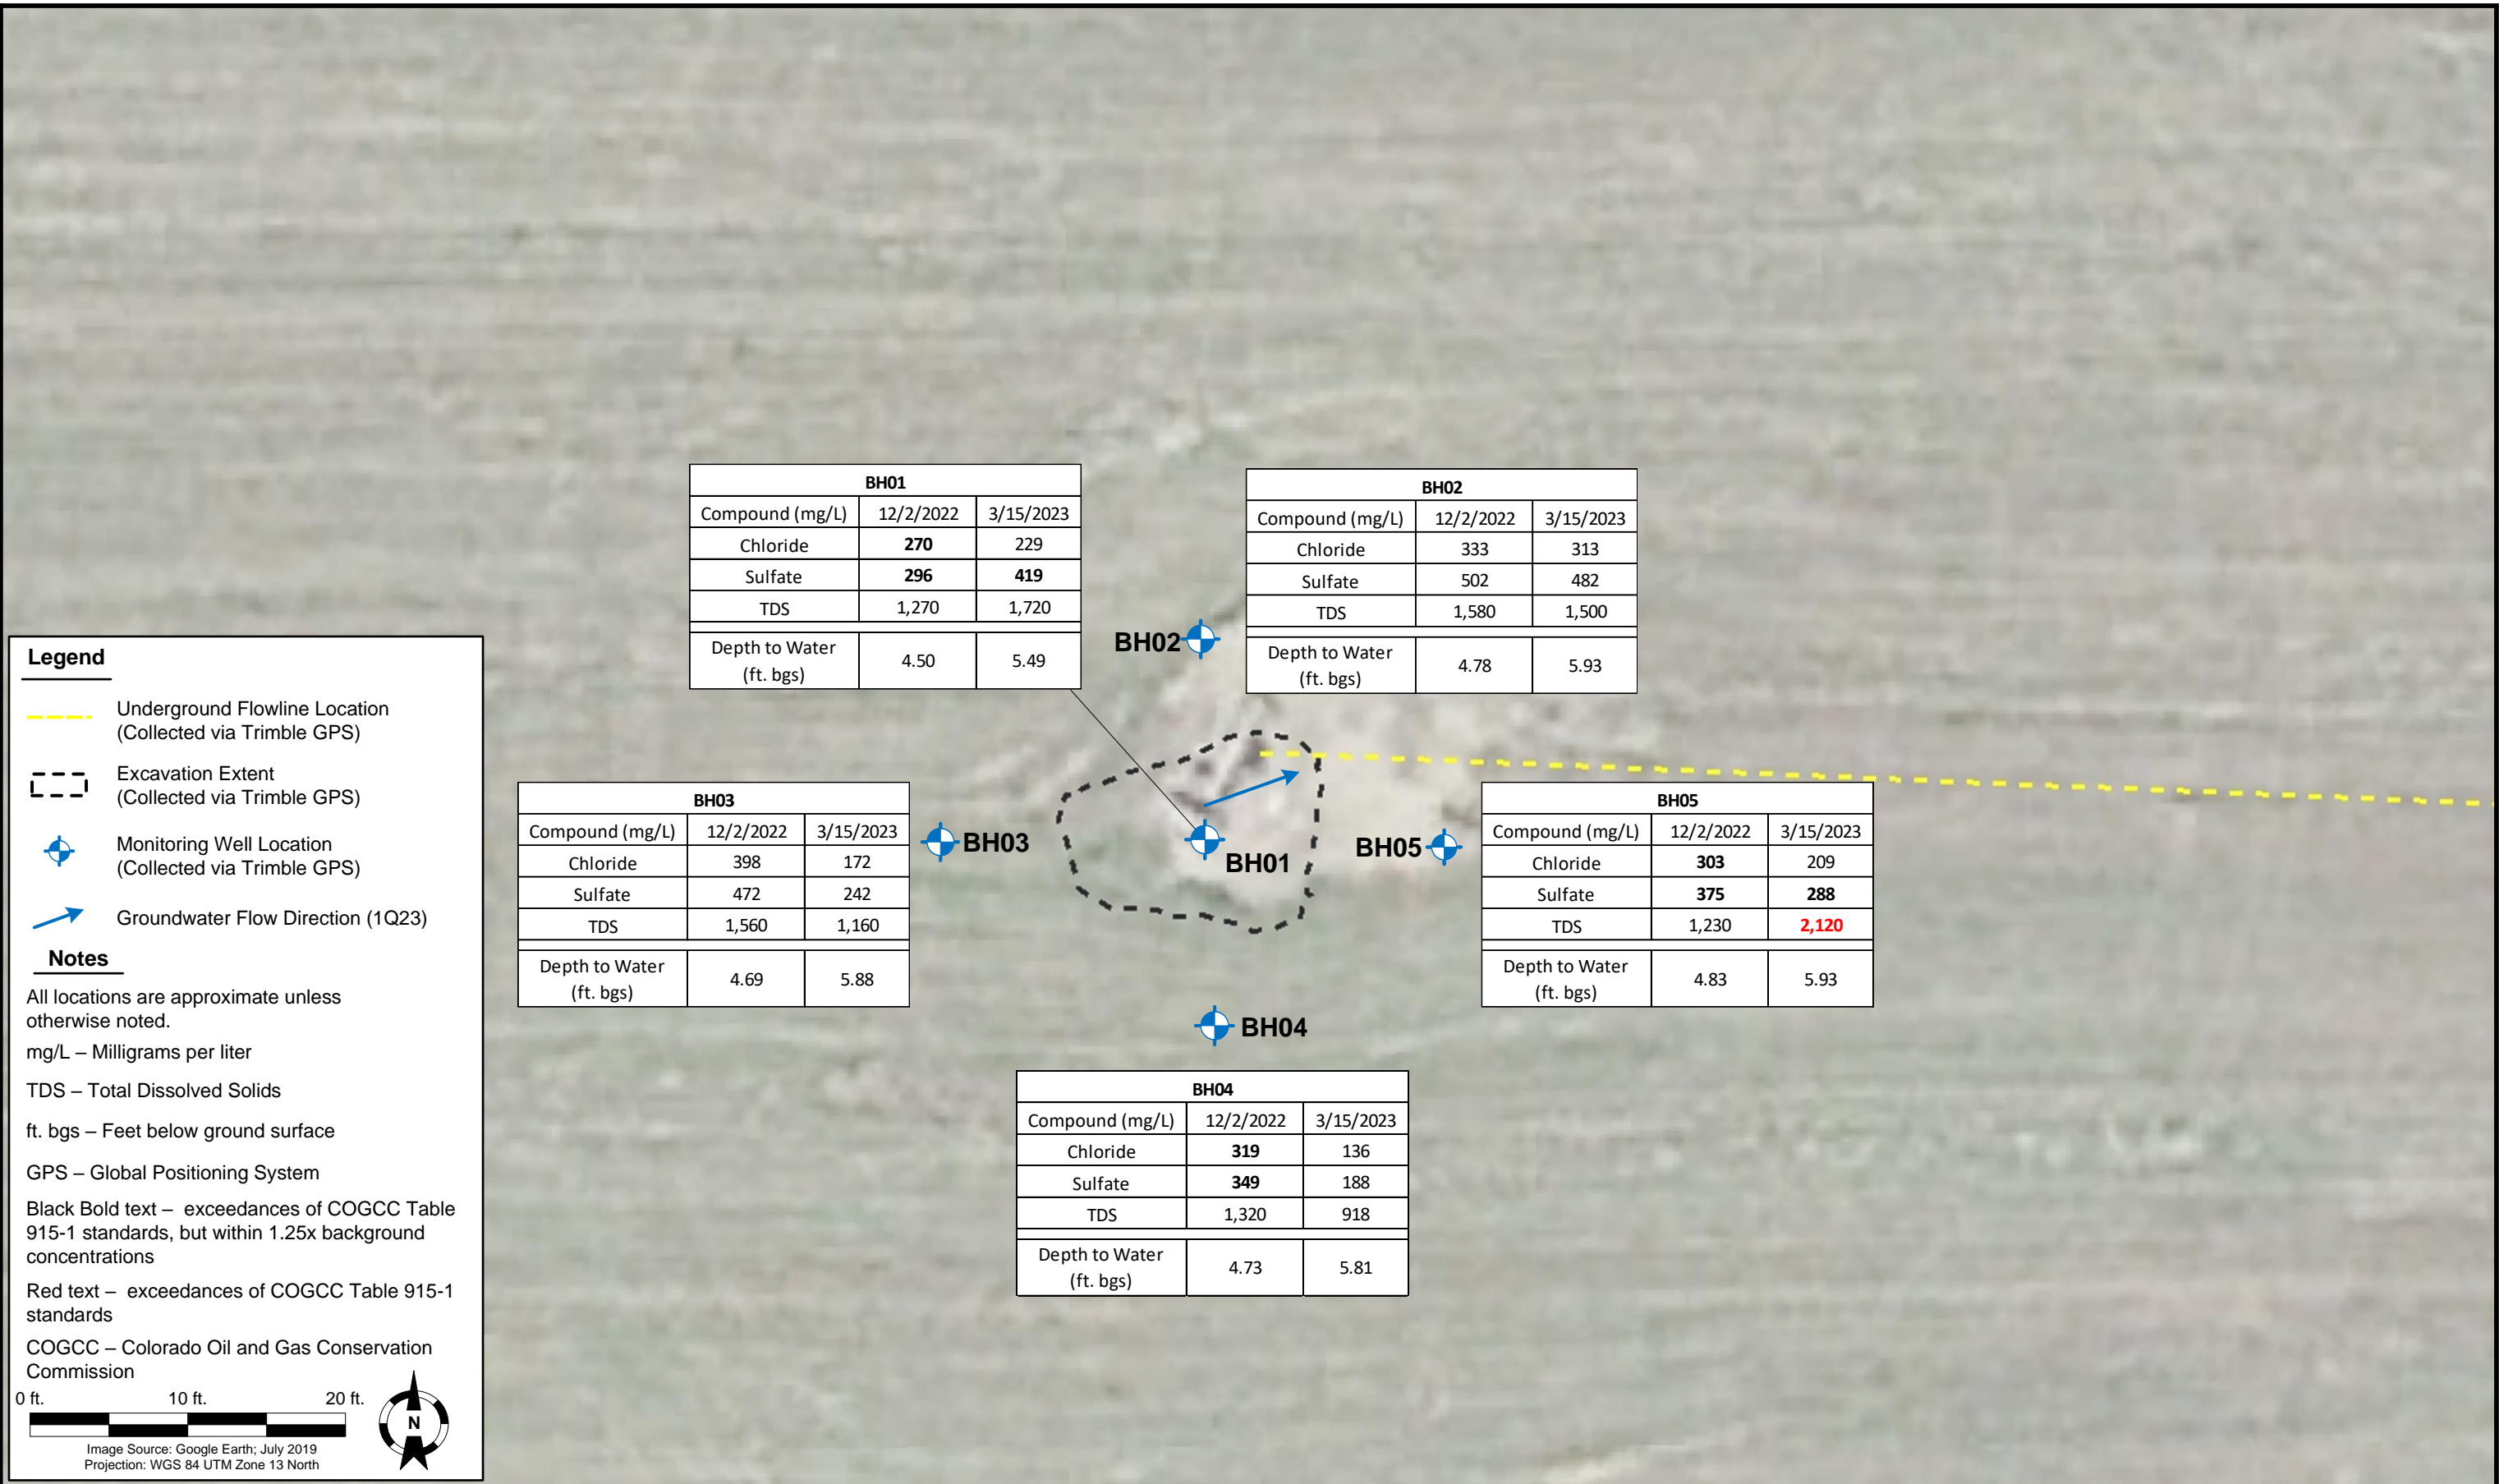 BH01
Compound (mg/L) 12/2/2022 3/15/2023
Chloride 270 229
Sulfate 296 419
TDS 1,270 1,720
Depth to Water
(ft. bgs) 4.50 5.49
BH02
Compound (mg/L) 12/2/2022 3/15/2023
Chloride 333 313
Sulfate 502 482
TDS 1,580 1,500
Depth to Water
(ft. bgs) 4.78 5.93
BH02
BH03
Compound (mg/L) 12/2/2022 3/15/2023
Chloride 398 172
Sulfate 472 242
TDS 1,560 1,160
Depth to Water
(ft. bgs) 4.69 5.88
BH03
BH01
BH05
BH05
Compound (mg/L) 12/2/2022 3/15/2023
Chloride 303 209
Sulfate 375 288
TDS 1,230 2,120
Depth to Water
(ft. bgs) 4.83 5.93
BH04
BH04
Compound (mg/L) 12/2/2022 3/15/2023
Chloride 319 136
Sulfate 349 188
TDS 1,320 918
Depth to Water
(ft. bgs) 4.73 5.81
Legend
Underground Flowline Location
(Collected via Trimble GPS)
Excavation Extent
(Collected via Trimble GPS)
Monitoring Well Location
(Collected via Trimble GPS)
Groundwater Flow Direction (1Q23)
Notes
All locations are approximate unless
otherwise noted.
mg/L – Milligrams per liter
TDS – Total Dissolved Solids
ft. bgs – Feet below ground surface
GPS – Global Positioning System
Black Bold text – exceedances of COGCC Table
915-1 standards, but within 1.25x background
concentrations
Red text – exceedances of COGCC Table 915-1
standards
COGCC – Colorado Oil and Gas Conservation
Commission
0 ft. 10 ft. 20 ft.
N
Image Source: Google Earth; July 2019
Projection: WGS 84 UTM Zone 13 North